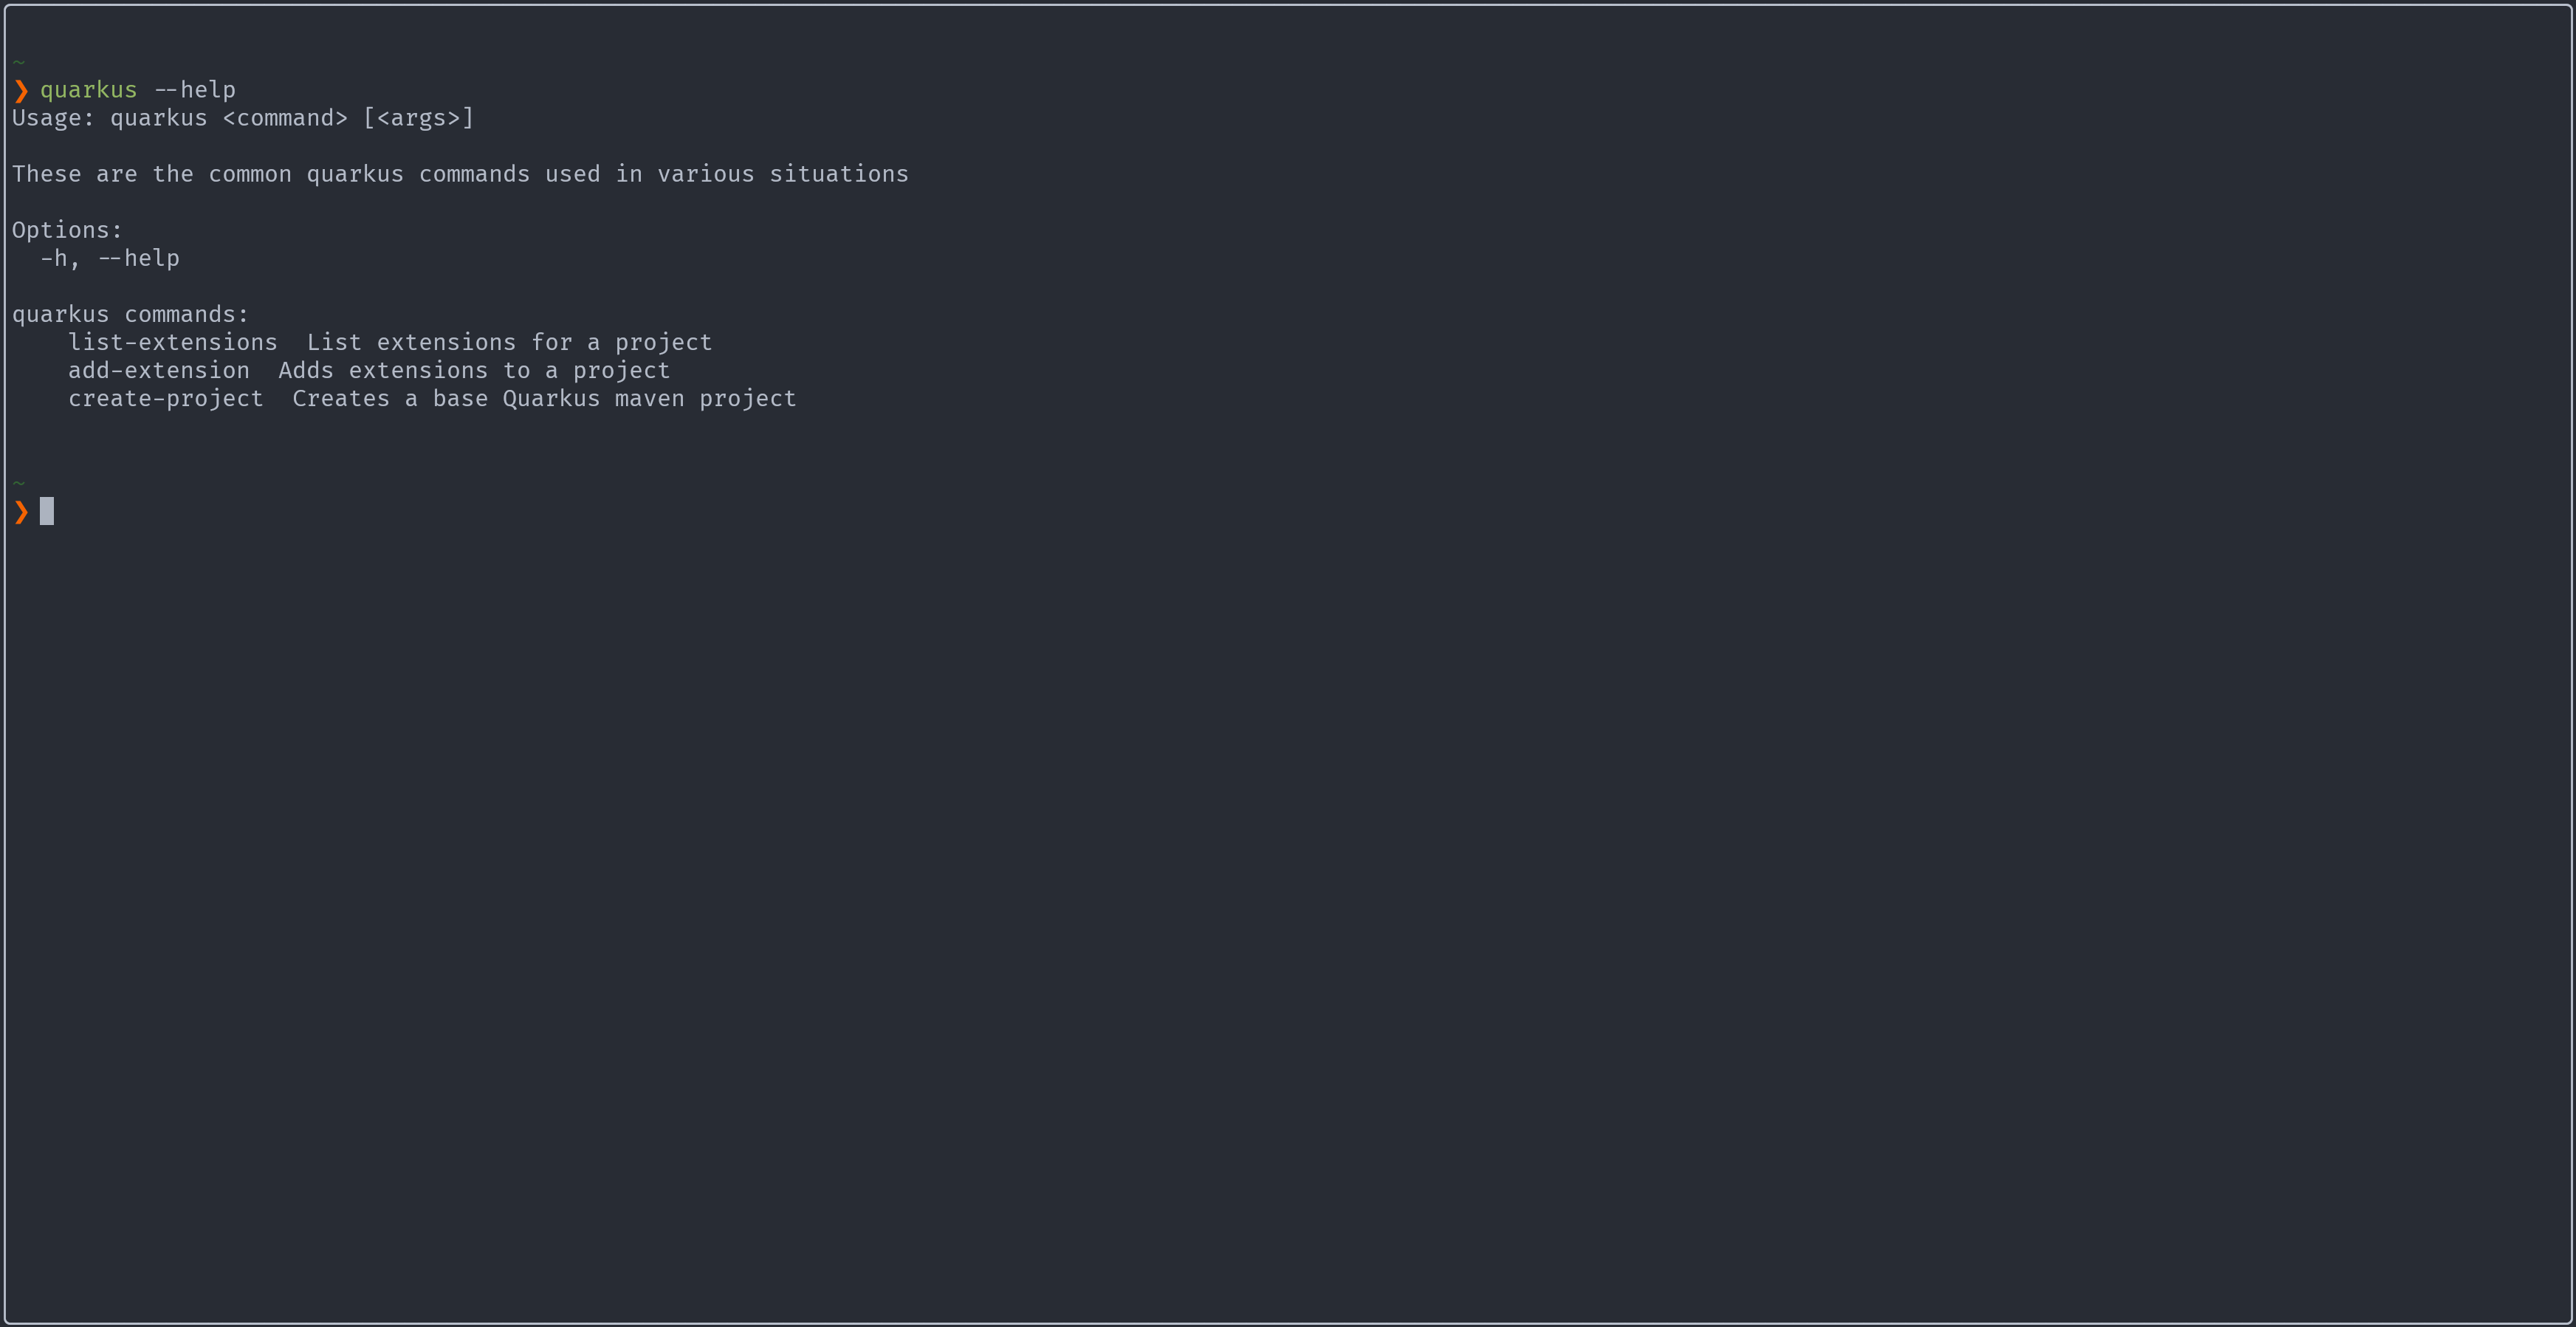 ~
❯ quarkus --help
Usage: quarkus <command> [<args>]
These are the common quarkus commands used in various situations
Options:
  -h, --help
quarkus commands:
    list-extensions  List extensions for a project
    add-extension  Adds extensions to a project
    create-project  Creates a base Quarkus maven project
~
❯